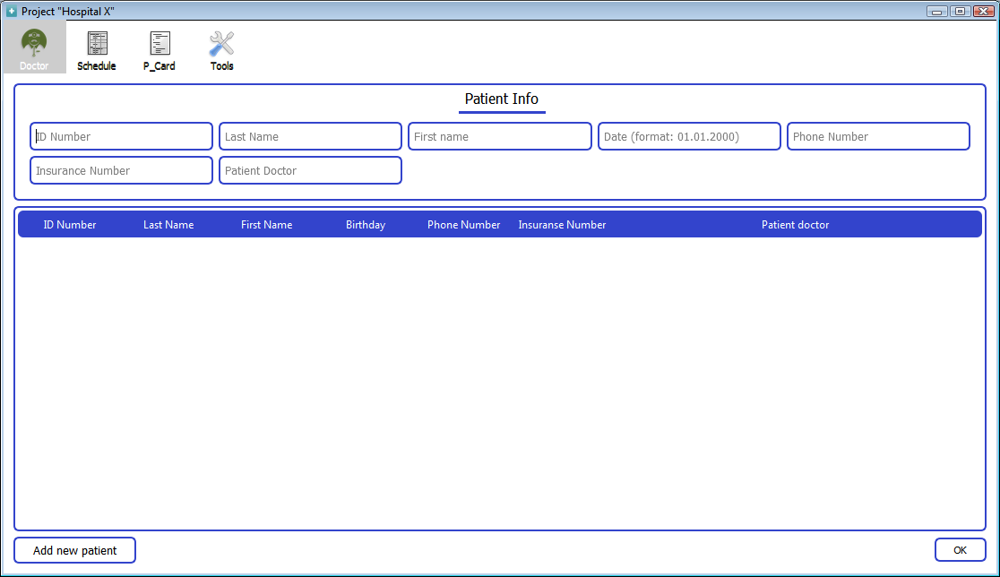 Project "Hospital X"
Doctor Schedule P_Card Tools
Patient Info
ID Number Last Name First name Date (format: 01.01.2000) Phone Number
Insurance Number Patient Doctor
ID Number Last Name First Name Birthday Phone Number Insuranse Number Patient doctor
Add new patient OK